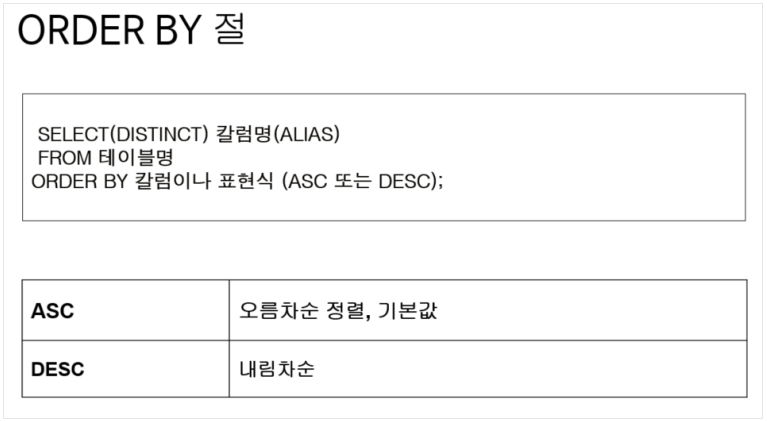 ORDER BY 절
SELECT(DISTINCT) 칼럼명(ALIAS)
FROM 테이블명
ORDER BY 칼럼이나 표현식 (ASC 또는 DESC);
ASC 오름차순 정렬, 기본값
DESC 내림차순